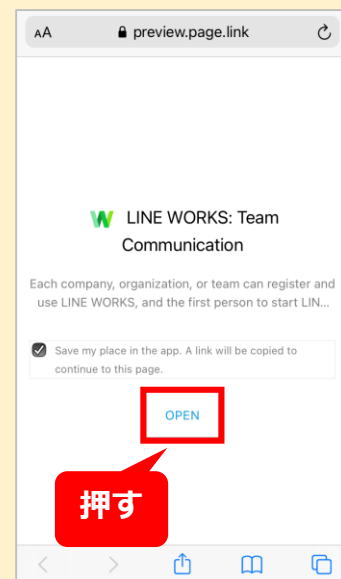 AA preview.page.link
LINE WORKS: Team
Communication
Each company, organization, or team can register and
use LINE WORKS, and the first person to start LIN...
Save my place in the app. A link will be copied to
continue to this page.
OPEN
押す